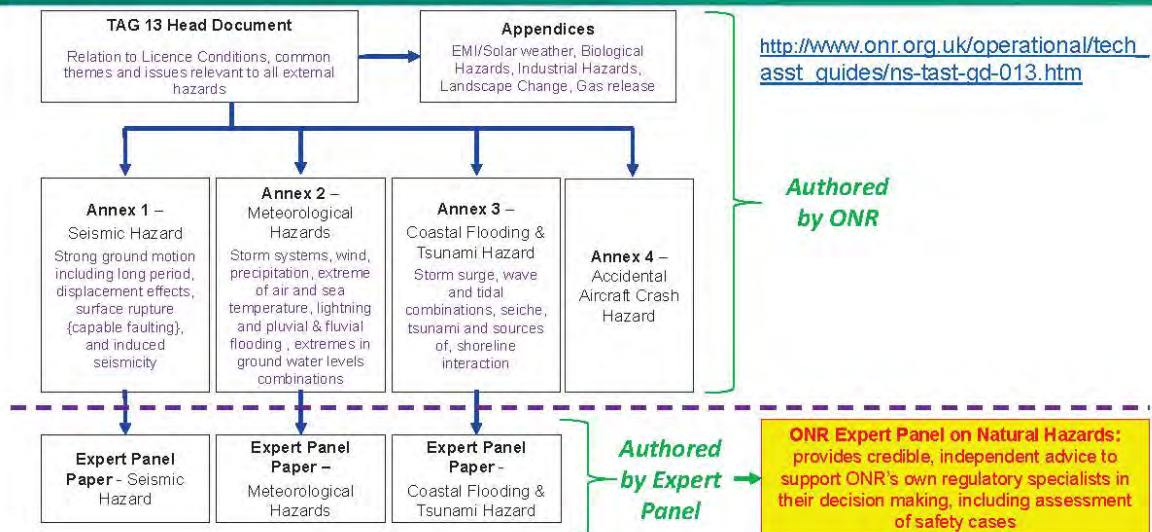 TAG 13 Head Document
Relation to Licence Conditions, common
themes and issues relevant to all external
hazards
Appendices
EMI/Solar weather, Biological
Hazards, Industrial Hazards,
Landscape Change, Gas release
http://www.onr.org.uk/operational/tech_
asst_guides/ns-tast-gd-013.htm
Annex 1 –
Seismic Hazard
Strong ground motion
including long period,
displacement effects,
surface rupture
{capable faulting},
and induced
seismicity
Annex 2 –
Meteorological
Hazards
Storm systems, wind,
precipitation, extreme
of air and sea
temperature, lightning
and pluvial & fluvial
flooding , extremes in
ground water levels
combinations
Annex 3 –
Coastal Flooding &
Tsunami Hazard
Storm surge, wave
and tidal
combinations, seiche,
tsunami and sources
of, shoreline
interaction
Annex 4 –
Accidental
Aircraft Crash
Hazard
Authored
by ONR
Expert Panel
Paper - Seismic
Hazard
Expert Panel
Paper –
Meteorological
Hazards
Expert Panel
Paper -
Coastal Flooding &
Tsunami Hazard
Authored
by Expert
Panel
ONR Expert Panel on Natural Hazards:
provides credible, independent advice to
support ONR's own regulatory specialists in
their decision making, including assessment
of safety cases